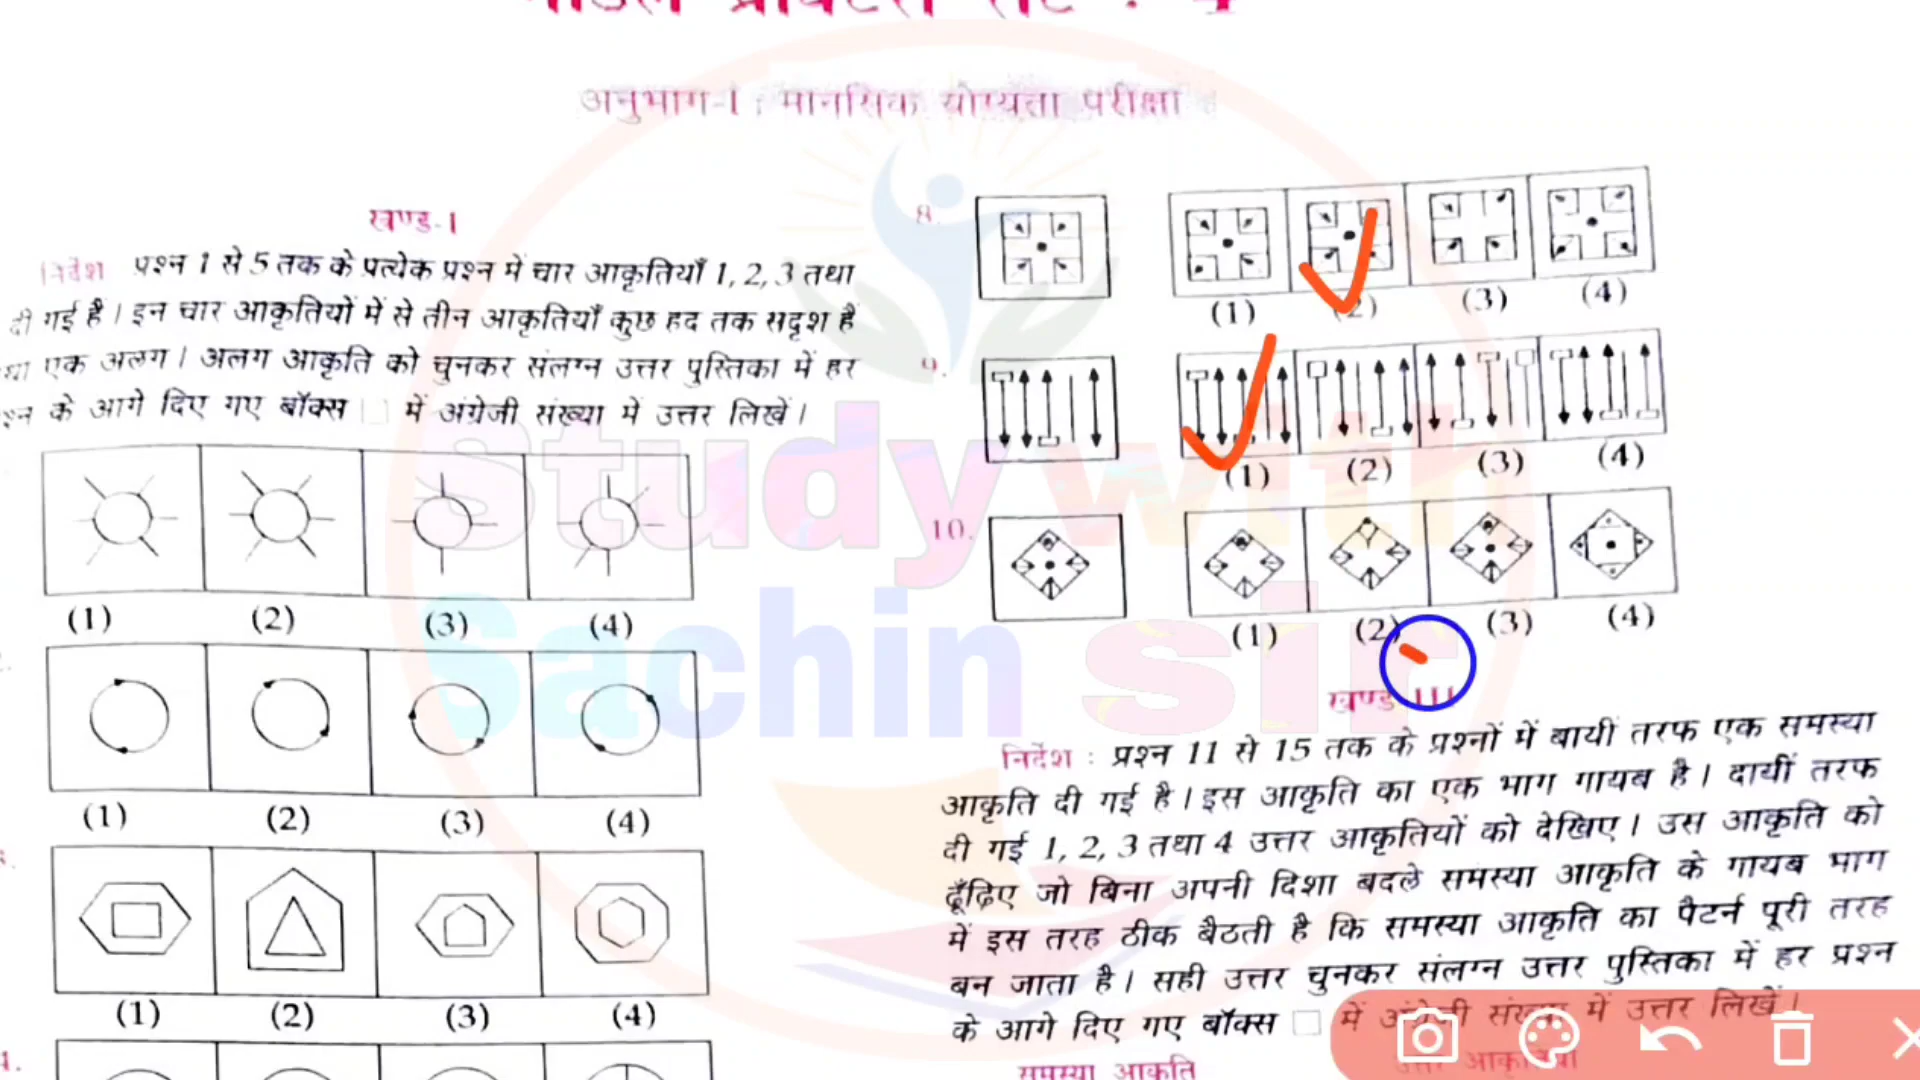 अनुभाग-I : मानसिक योग्यता परीक्षा
खण्ड-I
निर्देश प्रश्न 1 से 5 तक के प्रत्येक प्रश्न में चार आकृतियाँ 1, 2, 3 तथा
दी गई हैं। इन चार आकृतियों में से तीन आकृतियाँ कुछ हद तक सदृश हैं
एक अलग। अलग आकृति को चुनकर संलग्न उत्तर पुस्तिका में हर
के आगे दिए गए बॉक्स में अंग्रेजी संख्या में उत्तर लिखें।
(1) (2) (3) (4)
(1) (2) (3) (4)
(1) (2) (3) (4)
8.
(1) (2) (3) (4)
9.
(1) (2) (3) (4)
10.
(1) (2) (3) (4)
खण्ड III
निर्देश : प्रश्न 11 से 15 तक के प्रश्नों में बायीं तरफ एक समस्या
आकृति दी गई है। इस आकृति का एक भाग गायब है। दायीं तरफ
दी गई 1, 2, 3 तथा 4 उत्तर आकृतियों को देखिए। उस आकृति को
ढूँढ़िए जो बिना अपनी दिशा बदले समस्या आकृति के गायब भाग
में इस तरह ठीक बैठती है कि समस्या आकृति का पैटर्न पूरी तरह
बन जाता है। सही उत्तर चुनकर संलग्न उत्तर पुस्तिका में हर प्रश्न
के आगे दिए गए बॉक्स में अंग्रेजी संख्या में उत्तर लिखें।
समस्या आकृति
Study with
Sachin sir